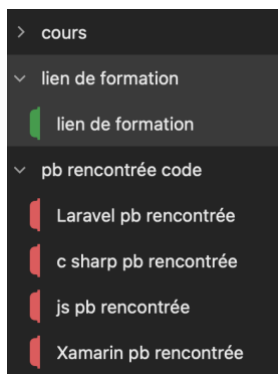 cours
lien de formation
lien de formation
pb rencontrée code
Laravel pb rencontrée
c sharp pb rencontrée
js pb rencontrée
Xamarin pb rencontrée